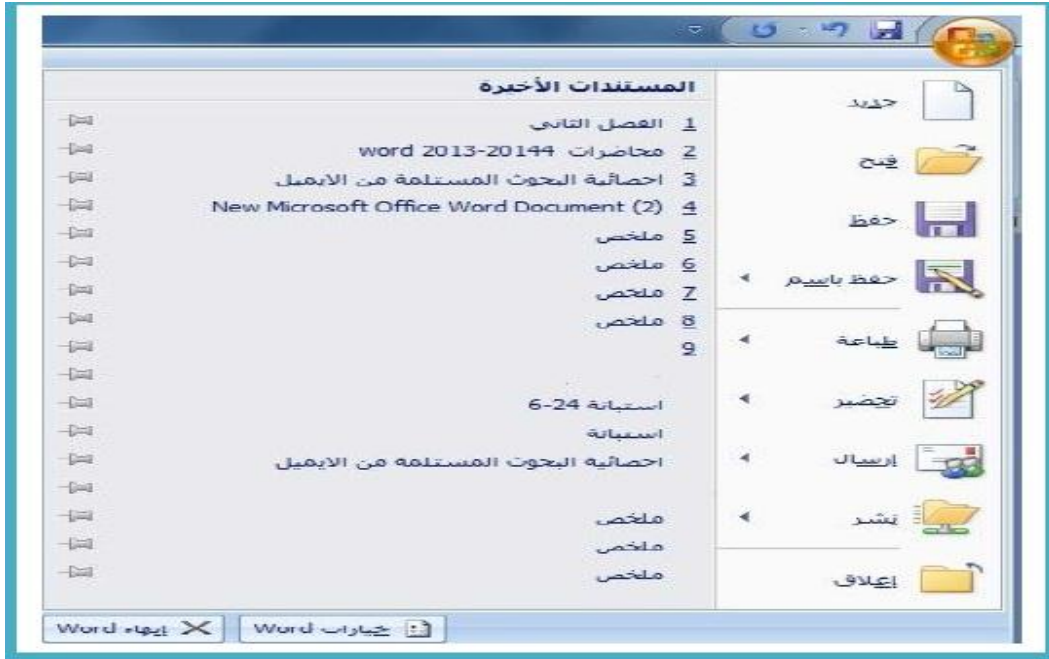 جديد
فتح
حفظ
حفظ باسم
طباعة
تحضير
إرسال
نشر
إغلاق
المستندات الأخيرة
1 الفصل الثاني
2 محاضرات word 2013-20144
3 احصائية البحوث المستلمة من الايميل
4 New Microsoft Office Word Document (2)
5 ملخص
6 ملخص
7 ملخص
8 ملخص
9
استبانة 24-6
استبانة
احصائية البحوث المستلمة من الايميل
ملخص
ملخص
ملخص
خيارات Word
إنهاء Word